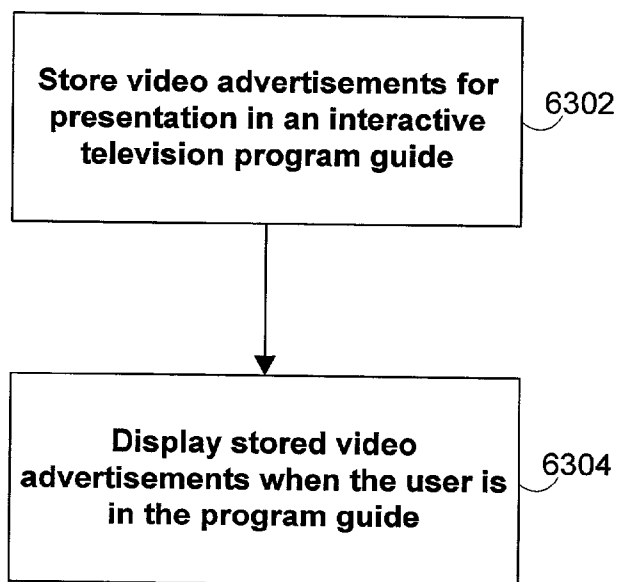 Store video advertisements for
presentation in an interactive
television program guide
6302
Display stored video
advertisements when the user is
in the program guide
6304